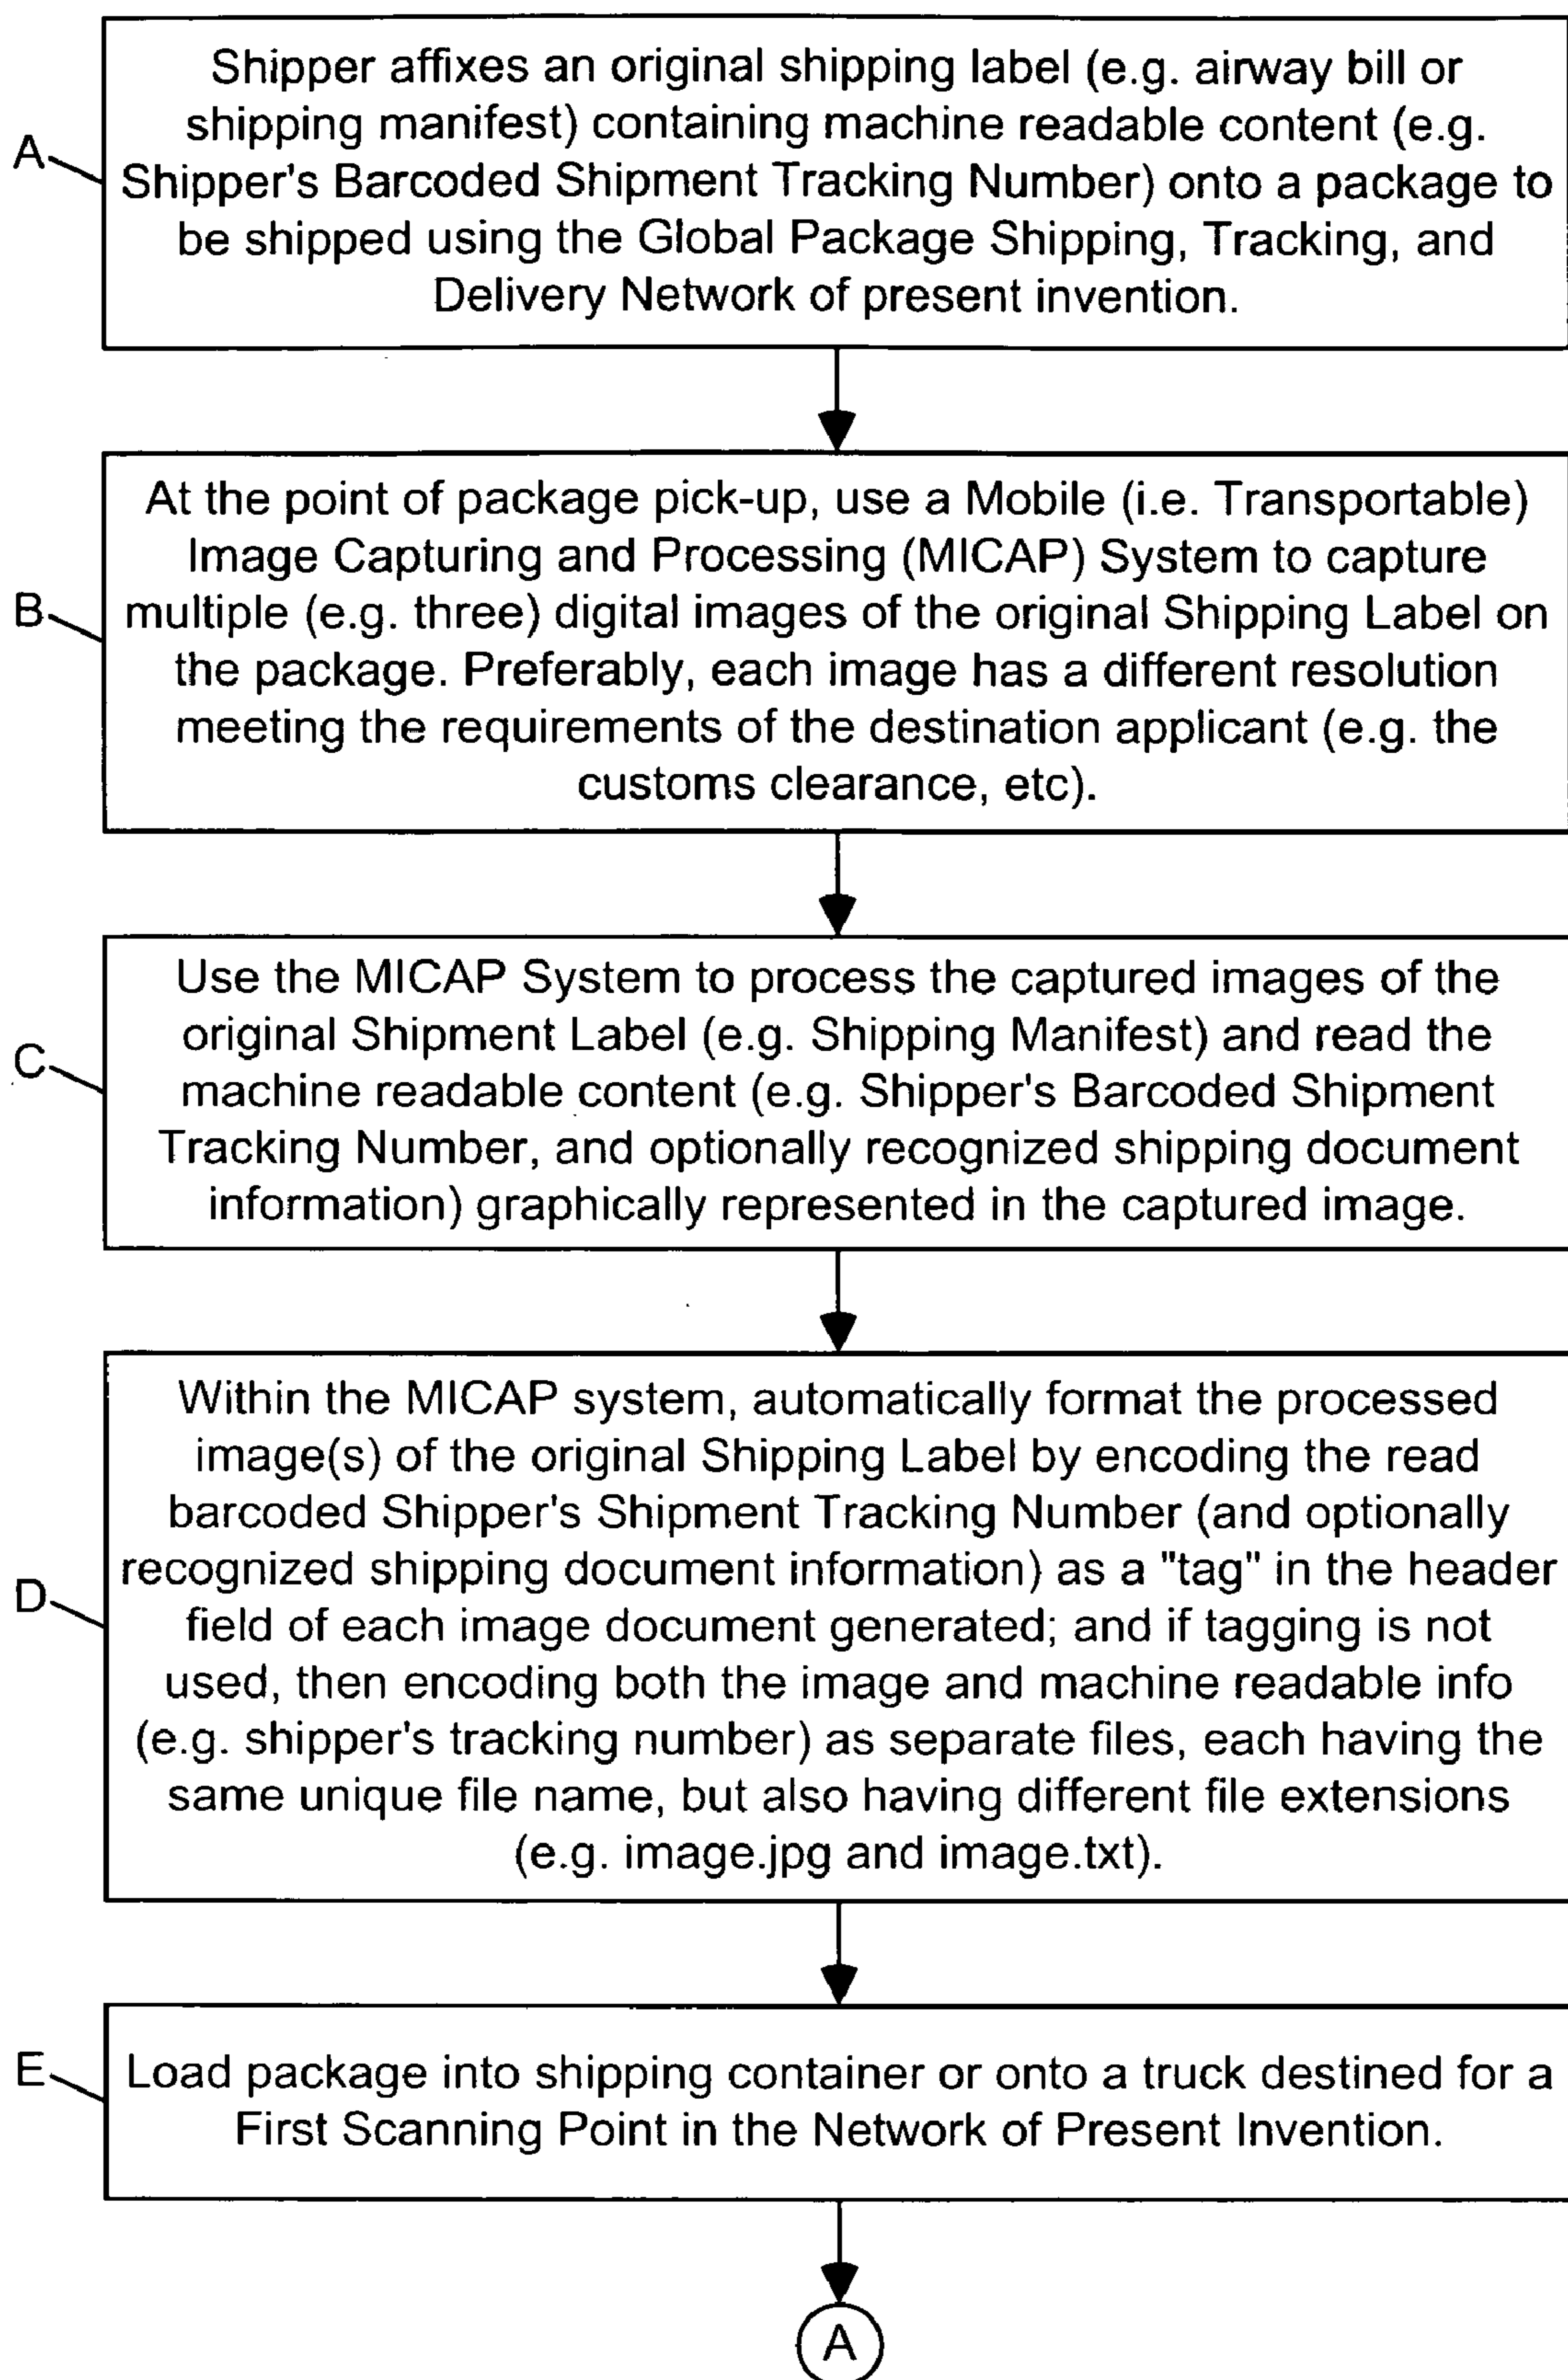 Shipper affixes an original shipping label (e.g. airway bill or
shipping manifest) containing machine readable content (e.g.
A
Shipper's Barcoded Shipment Tracking Number) onto a package to
be shipped using the Global Package Shipping, Tracking, and
Delivery Network of present invention.
At the point of package pick-up, use a Mobile (i.e. Transportable)
Image Capturing and Processing (MICAP) System to capture
B
multiple (e.g. three) digital images of the original Shipping Label on
the package. Preferably, each image has a different resolution
meeting the requirements of the destination applicant (e.g. the
customs clearance, etc).
Use the MICAP System to process the captured images of the
original Shipment Label (e.g. Shipping Manifest) and read the
C
machine readable content (e.g. Shipper's Barcoded Shipment
Tracking Number, and optionally recognized shipping document
information) graphically represented in the captured image.
Within the MICAP system, automatically format the processed
image(s) of the original Shipping Label by encoding the read
barcoded Shipper's Shipment Tracking Number (and optionally
recognized shipping document information) as a "tag" in the header
D
field of each image document generated; and if tagging is not
used, then encoding both the image and machine readable info
(e.g. shipper's tracking number) as separate files, each having the
same unique file name, but also having different file extensions
(e.g. image.jpg and image.txt).
E
Load package into shipping container or onto a truck destined for a
First Scanning Point in the Network of Present Invention.
A